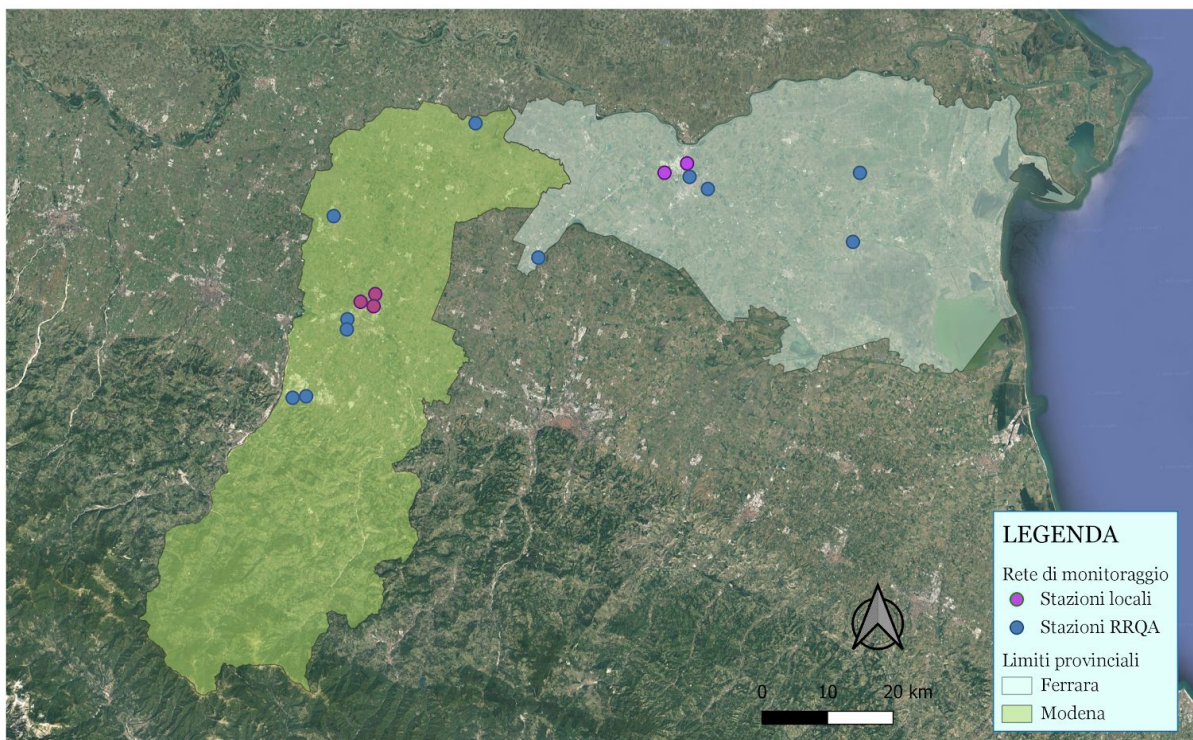 LEGENDA
Rete di monitoraggio
Stazioni locali
Stazioni RRQA
Limiti provinciali
Ferrara
Modena
0 10 20 km